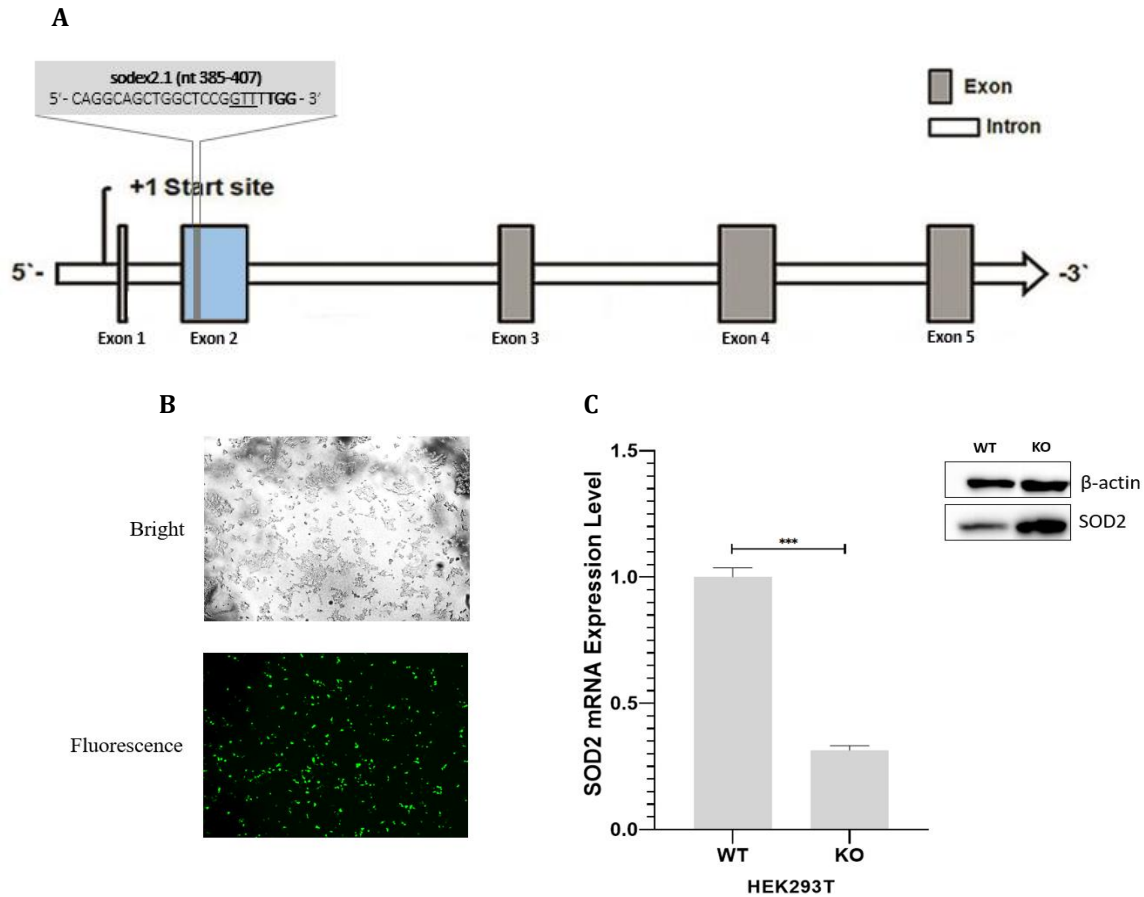 A
sodex2.1 (nt 385-407)
5'- CAGGCAGCTGGCTCCGGTTTTGG - 3'
Exon
Intron
+1 Start site
5`-
-3`
Exon 1
Exon 2
Exon 3
Exon 4
Exon 5
B
Bright
Fluorescence
C
SOD2 mRNA Expression Level
1.5
1.0
0.5
0.0
***
WT
KO
HEK293T
WT
KO
β-actin
SOD2